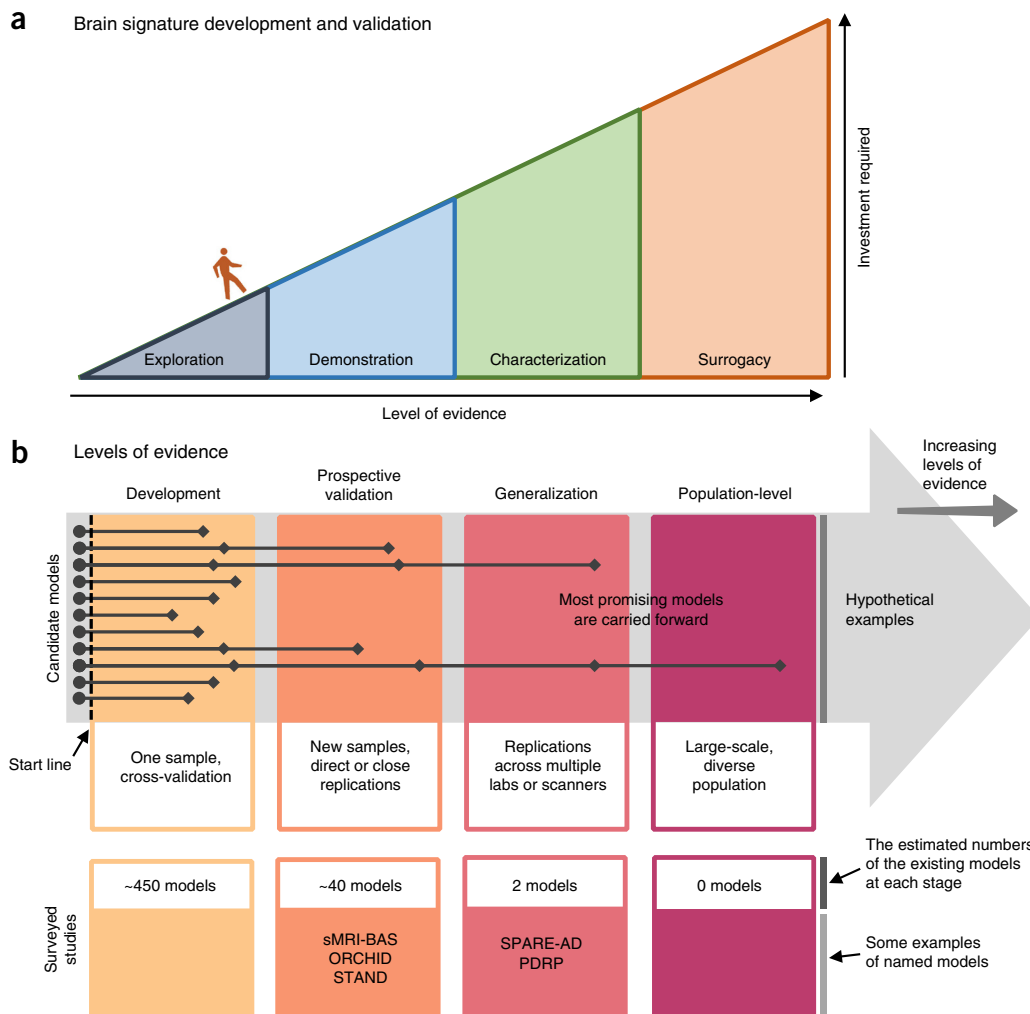 a
Brain signature development and validation
Investment required
Exploration
Demonstration
Characterization
Surrogacy
Level of evidence
b
Levels of evidence
Increasing
levels of
evidence
Development
Prospective
validation
Generalization
Population-level
Candidate models
Most promising models
are carried forward
Hypothetical
examples
Start line
One sample,
cross-validation
New samples,
direct or close
replications
Replications
across multiple
labs or scanners
Large-scale,
diverse
population
The estimated numbers
of the existing models
at each stage
Surveyed
studies
~450 models
~40 models
2 models
0 models
sMRI-BAS
ORCHID
STAND
SPARE-AD
PDRP
Some examples
of named models